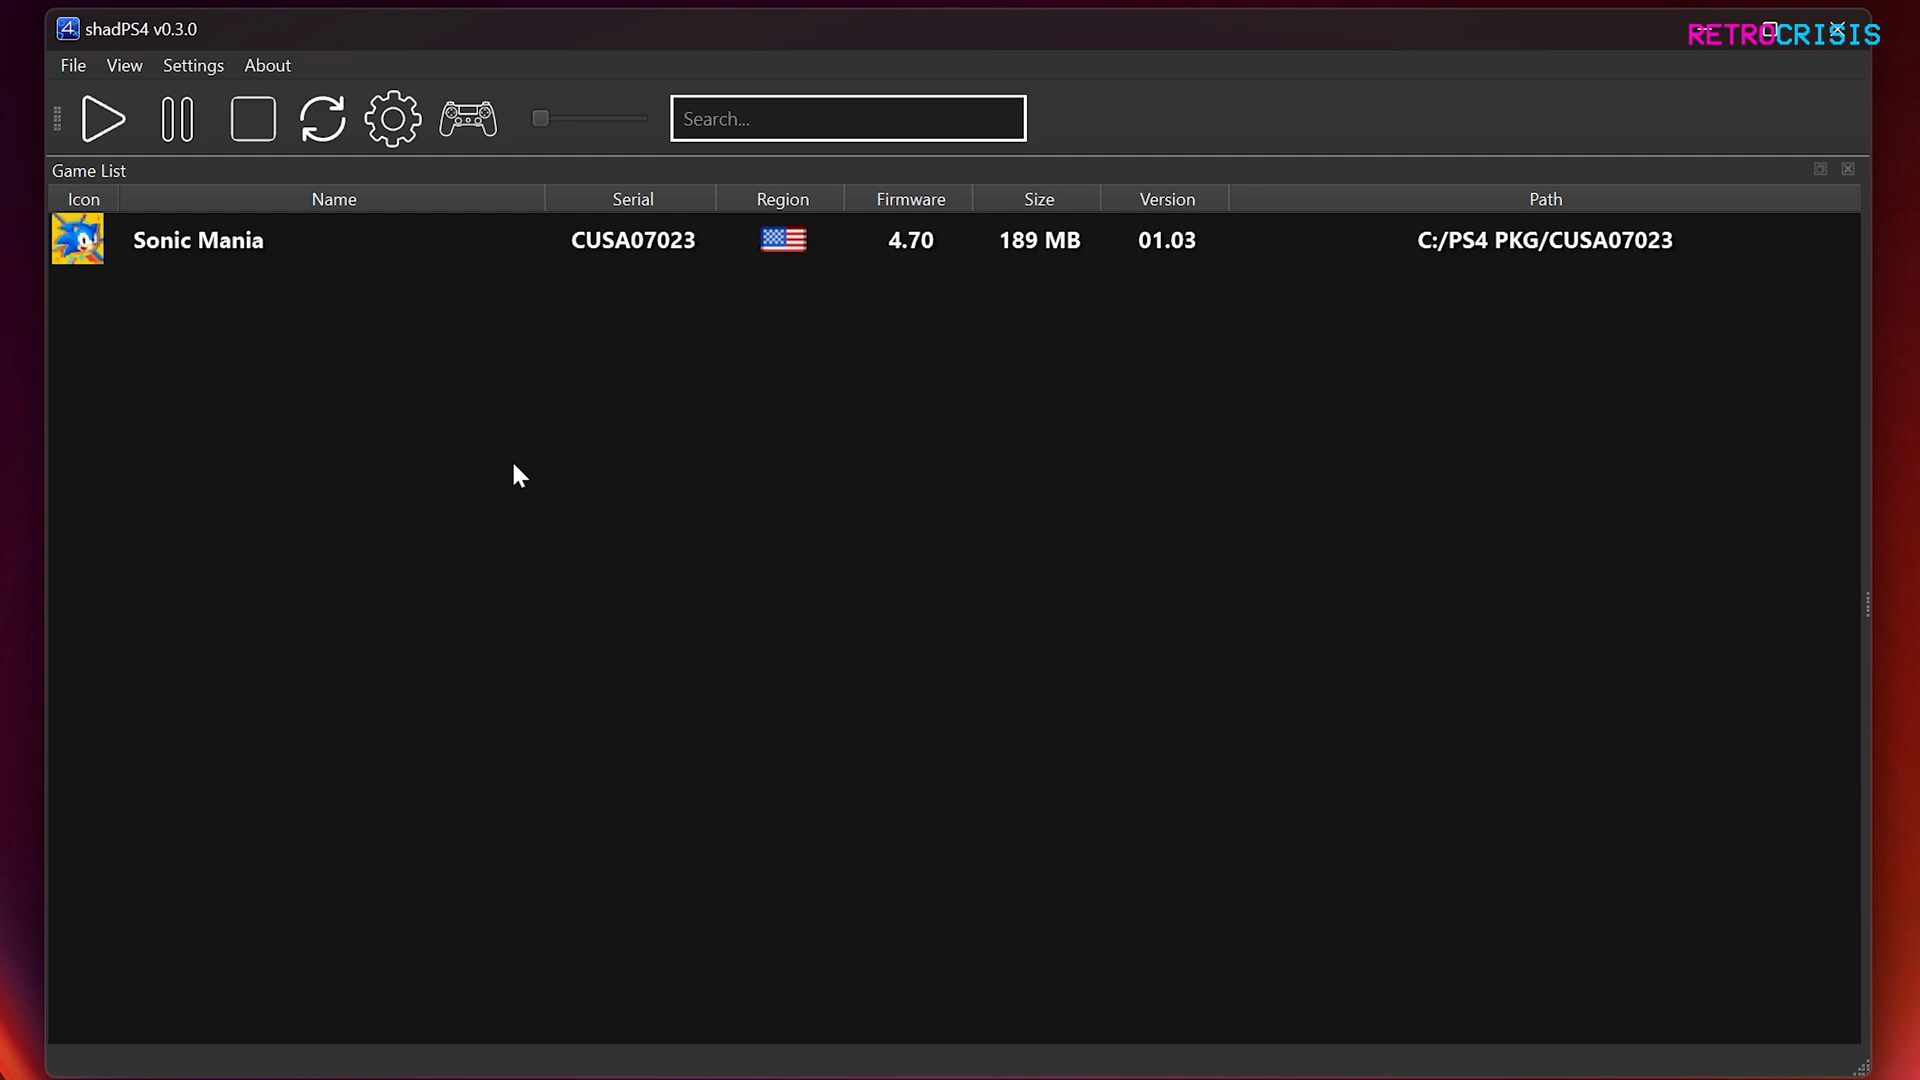 shadPS4 v0.3.0
RETROCRISIS
File View Settings About
Search...
Game List
Icon Name Serial Region Firmware Size Version Path
Sonic Mania CUSA07023 4.70 189 MB 01.03 C:/PS4 PKG/CUSA07023